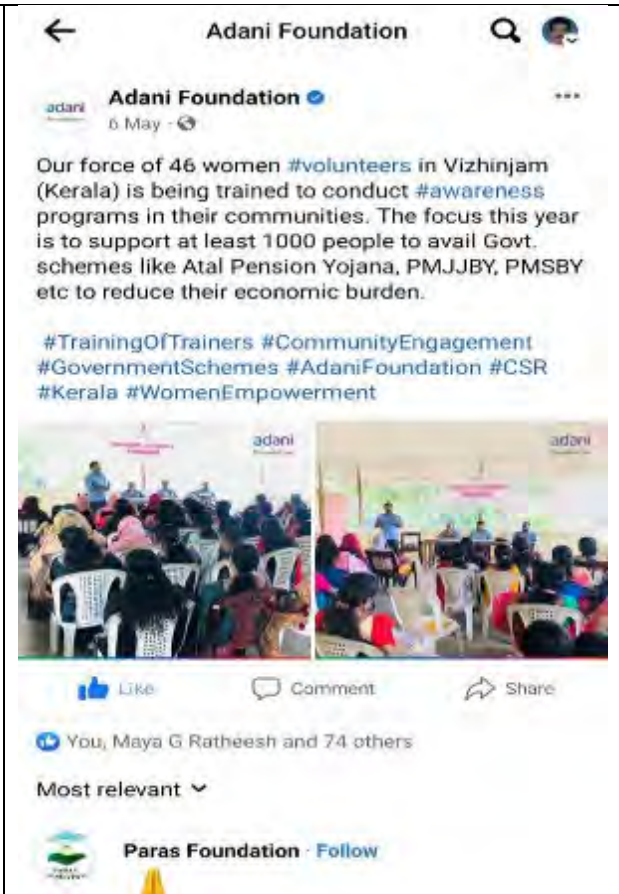 Adani Foundation
adani
Adani Foundation
6 May
Our force of 46 women #volunteers in Vizhinjam
(Kerala) is being trained to conduct #awareness
programs in their communities. The focus this year
is to support at least 1000 people to avail Govt.
schemes like Atal Pension Yojana, PMJJBY, PMSBY
etc to reduce their economic burden.
#TrainingOfTrainers #CommunityEngagement
#GovernmentSchemes #AdaniFoundation #CSR
#Kerala #WomenEmpowerment
adani
adani
Like Comment Share
You, Maya G Ratheesh and 74 others
Most relevant
Paras Foundation · Follow